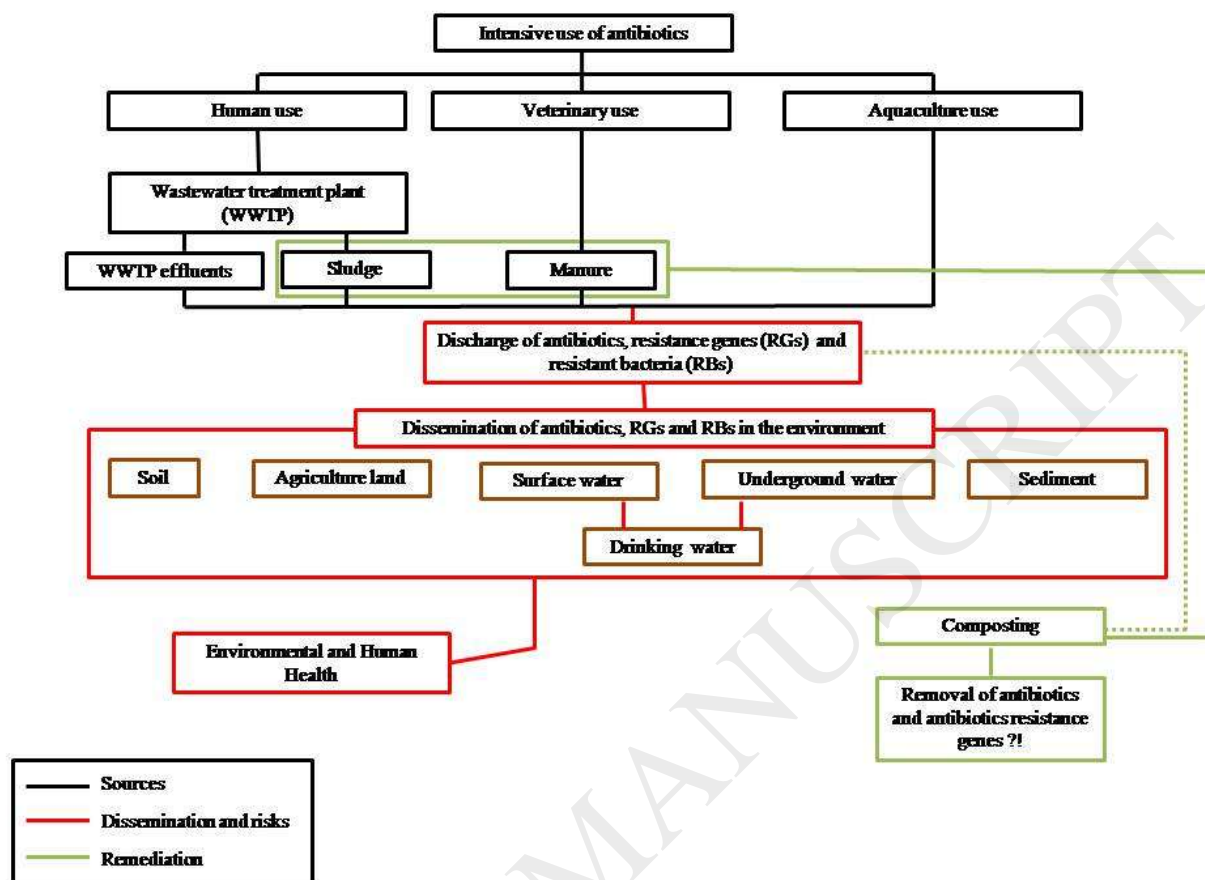 Intensive use of antibiotics
Human use
Veterinary use
Aquaculture use
Wastewater treatment plant
(WWTP)
WWTP effluents
Sludge
Manure
Discharge of antibiotics, resistance genes (RGs) and
resistant bacteria (RBs)
Dissemination of antibiotics, RGs and RBs in the environment
Soil
Agriculture land
Surface water
Underground water
Sediment
Drinking water
Environmental and Human
Health
Composting
Removal of antibiotics
and antibiotics resistance
genes ?!
Sources
Dissemination and risks
Remediation
MANUSCRIPT